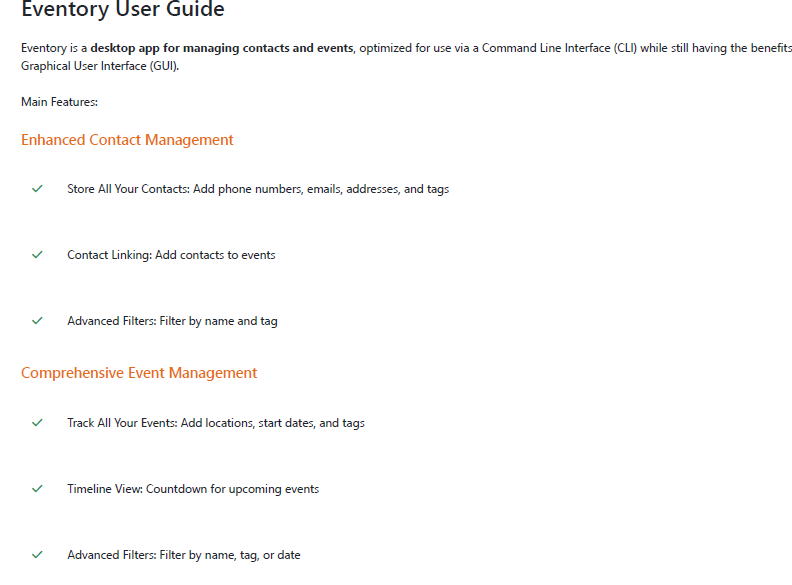 Eventory User Guide
Eventory is a desktop app for managing contacts and events, optimized for use via a Command Line Interface (CLI) while still having the benefits
Graphical User Interface (GUI).
Main Features:
Enhanced Contact Management
Store All Your Contacts: Add phone numbers, emails, addresses, and tags
Contact Linking: Add contacts to events
Advanced Filters: Filter by name and tag
Comprehensive Event Management
Track All Your Events: Add locations, start dates, and tags
Timeline View: Countdown for upcoming events
Advanced Filters: Filter by name, tag, or date